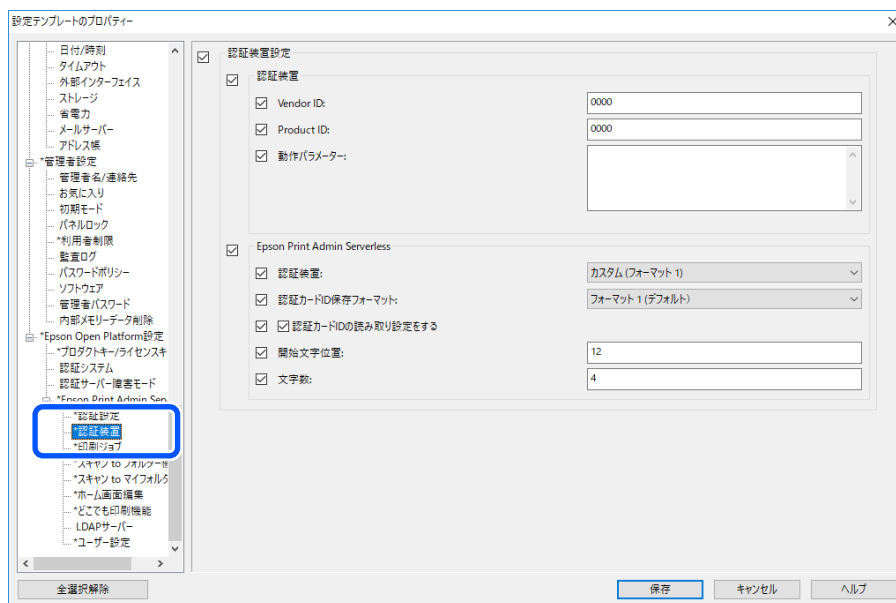 設定テンプレートのプロパティー
日付/時刻
タイムアウト
外部インターフェイス
ストレージ
省電力
メールサーバー
アドレス帳
*管理者設定
管理者名/連絡先
お気に入り
初期モード
パネルロック
*利用者制限
監査ログ
パスワードポリシー
ソフトウェア
管理者パスワード
内部メモリーデータ削除
*Epson Open Platform設定
*プロダクトキー/ライセンスキ
認証システム
認証サーバー障害モード
*Epson Print Admin Serv
*認証設定
*認証装置
*印刷ジョブ
*スキャン to フォルダー機
*スキャン to マイフォルダ
*ホーム画面編集
*どこでも印刷機能
LDAPサーバー
*ユーザー設定
全選択解除
認証装置設定
認証装置
Vendor ID: 0000
Product ID: 0000
動作パラメーター:
Epson Print Admin Serverless
認証装置: カスタム (フォーマット 1)
認証カードID保存フォーマット: フォーマット 1 (デフォルト)
認証カードIDの読み取り設定をする
開始文字位置: 12
文字数: 4
保存 キャンセル ヘルプ